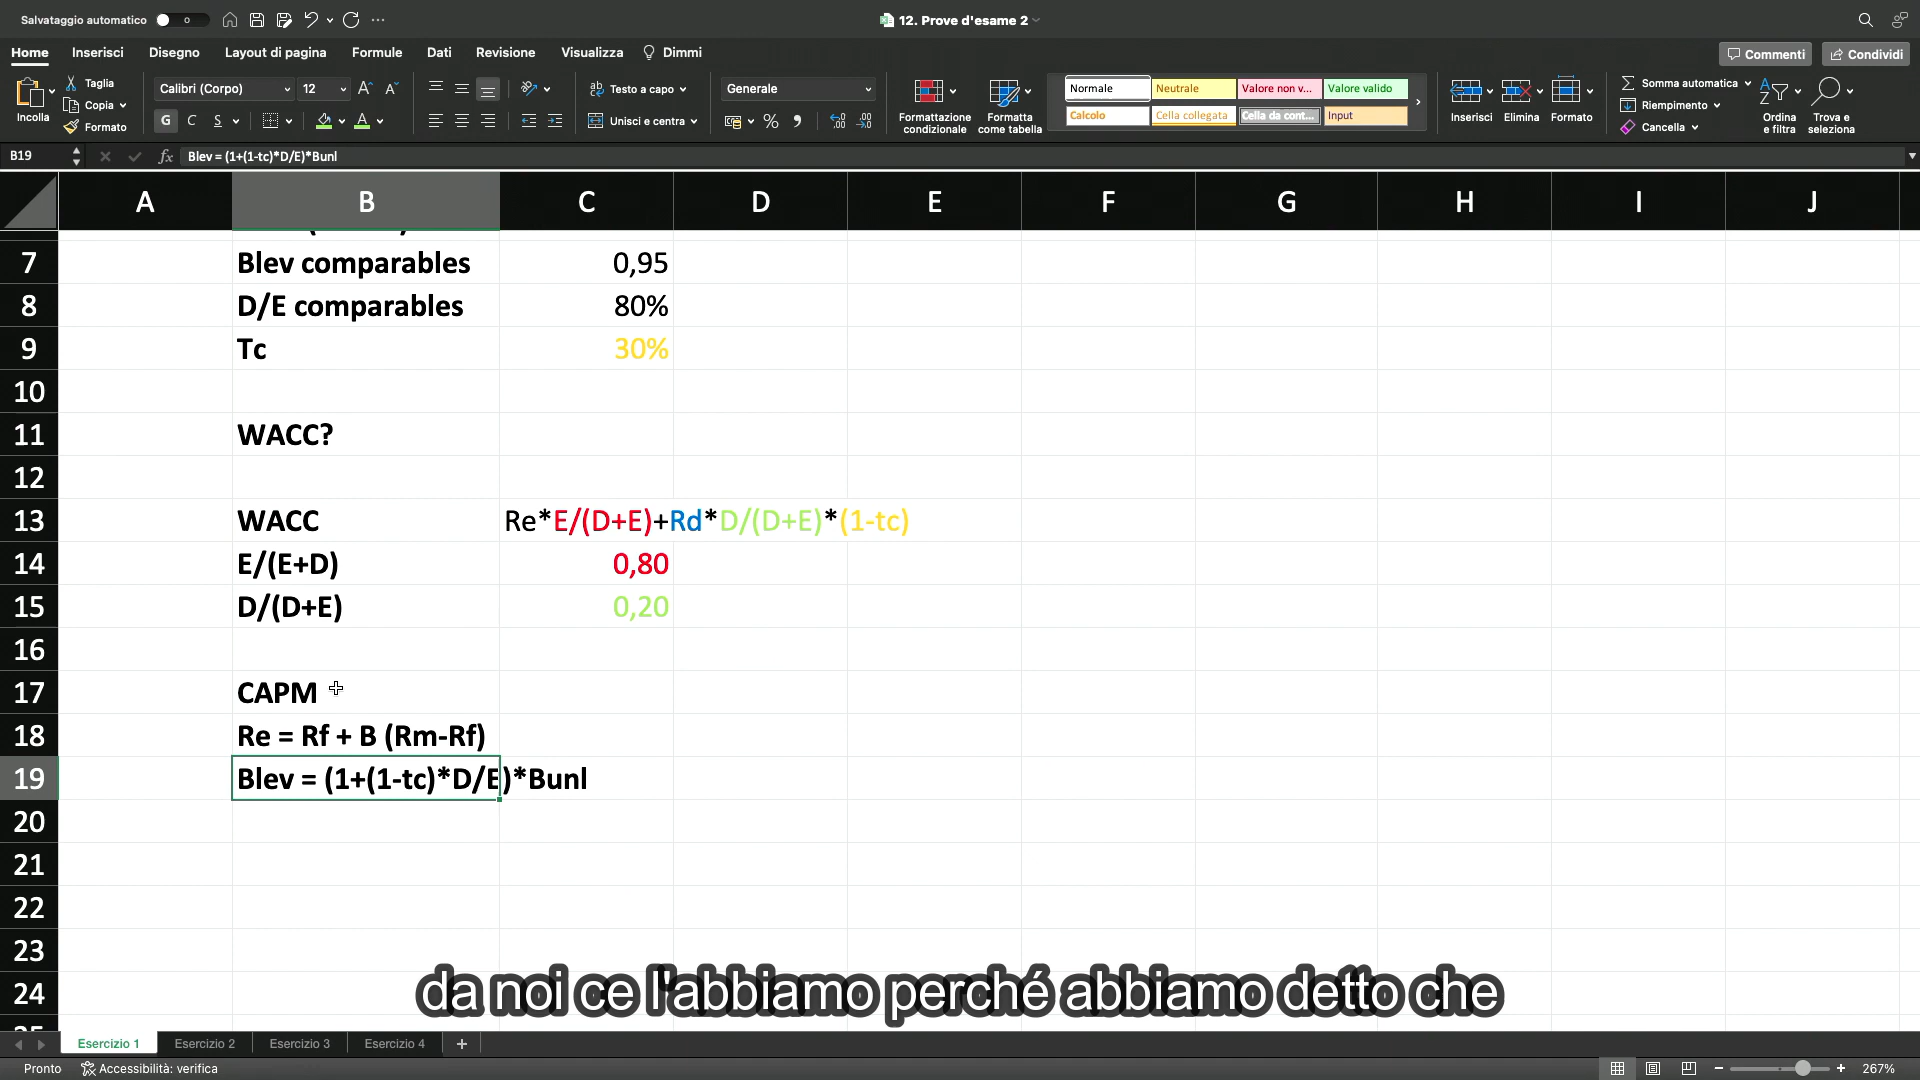 Salvataggio automatico
12. Prove d'esame 2
Home Inserisci Disegno Layout di pagina Formule Dati Revisione Visualizza Dimmi
Commenti Condividi
Incolla
Taglia
Copia
Formato
Calibri (Corpo) 12
G C S
Testo a capo
Unisci e centra
Generale
Formattazione condizionale
Formatta come tabella
Normale Neutrale Valore non v... Valore valido
Calcolo Cella collegata Cella da cont... Input
Inserisci Elimina Formato
Somma automatica
Riempimento
Cancella
Ordina e filtra
Trova e seleziona
B19 fx Blev = (1+(1-tc)*D/E)*Bunl
A B C D E F G H I J
7 Blev comparables 0,95
8 D/E comparables 80%
9 Tc 30%
10
11 WACC?
12
13 WACC Re*E/(D+E)+Rd*D/(D+E)*(1-tc)
14 E/(E+D) 0,80
15 D/(D+E) 0,20
16
17 CAPM
18 Re = Rf + B (Rm-Rf)
19 Blev = (1+(1-tc)*D/E)*Bunl
20
21
22
23
24
da noi ce l'abbiamo perché abbiamo detto che
Esercizio 1 Esercizio 2 Esercizio 3 Esercizio 4 +
Pronto Accessibilità: verifica 267%